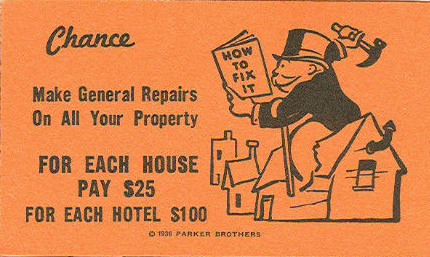 Chance
HOW TO FIX IT
Make General Repairs
On All Your Property
FOR EACH HOUSE
PAY $25
FOR EACH HOTEL $100
© 1936 PARKER BROTHERS